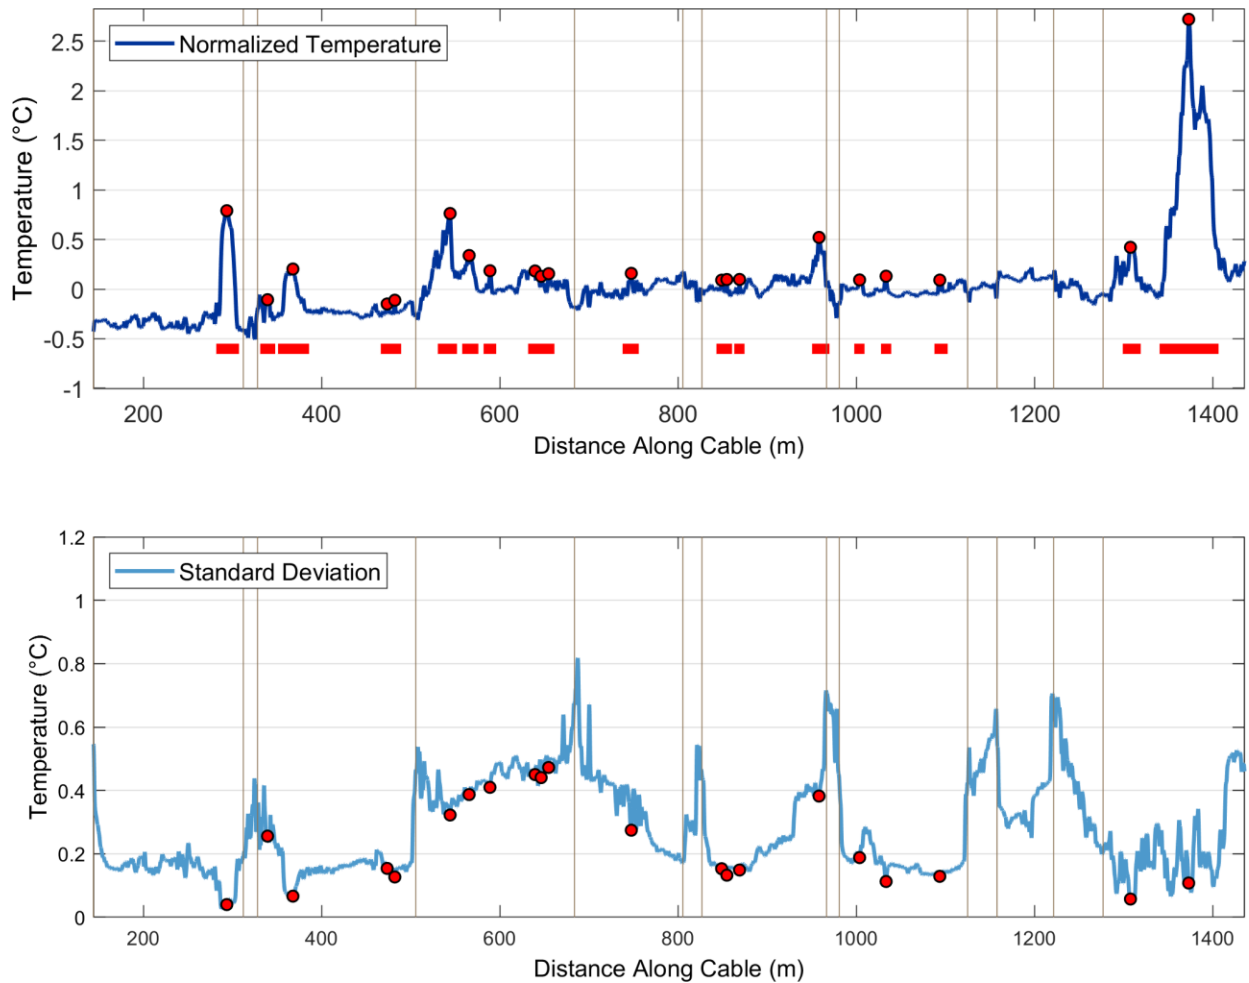 Normalized Temperature
Temperature (°C)
2.5
2
1.5
1
0.5
0
-0.5
-1
200 400 600 800 1000 1200 1400
Distance Along Cable (m)
Standard Deviation
Temperature (°C)
1.2
1
0.8
0.6
0.4
0.2
0
200 400 600 800 1000 1200 1400
Distance Along Cable (m)